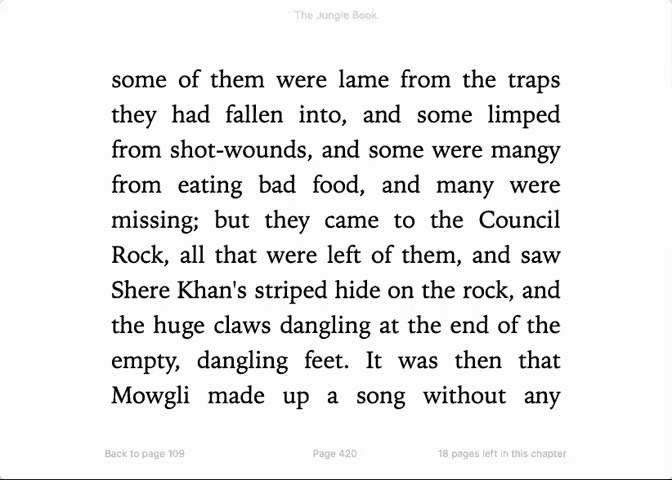 The Jungle Book
some of them were lame from the traps
they had fallen into, and some limped
from shot-wounds, and some were mangy
from eating bad food, and many were
missing; but they came to the Council
Rock, all that were left of them, and saw
Shere Khan's striped hide on the rock, and
the huge claws dangling at the end of the
empty, dangling feet. It was then that
Mowgli made up a song without any
Back to page 109 Page 420 18 pages left in this chapter